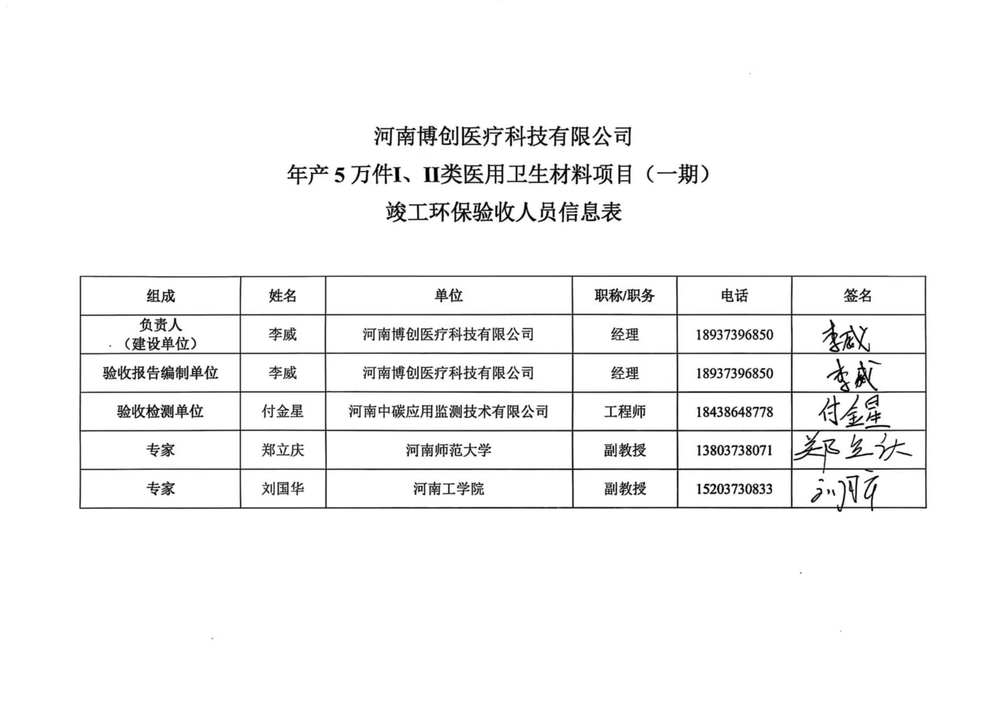 河南博创医疗科技有限公司
年产 5 万件I、II类医用卫生材料项目（一期）
竣工环保验收人员信息表
组成 姓名 单位 职称/职务 电话 签名
负责人
（建设单位） 李威 河南博创医疗科技有限公司 经理 18937396850 李威
验收报告编制单位 李威 河南博创医疗科技有限公司 经理 18937396850 李威
验收检测单位 付金星 河南中碳应用监测技术有限公司 工程师 18438648778 付金星
专家 郑立庆 河南师范大学 副教授 13803738071 郑立庆
专家 刘国华 河南工学院 副教授 15203730833